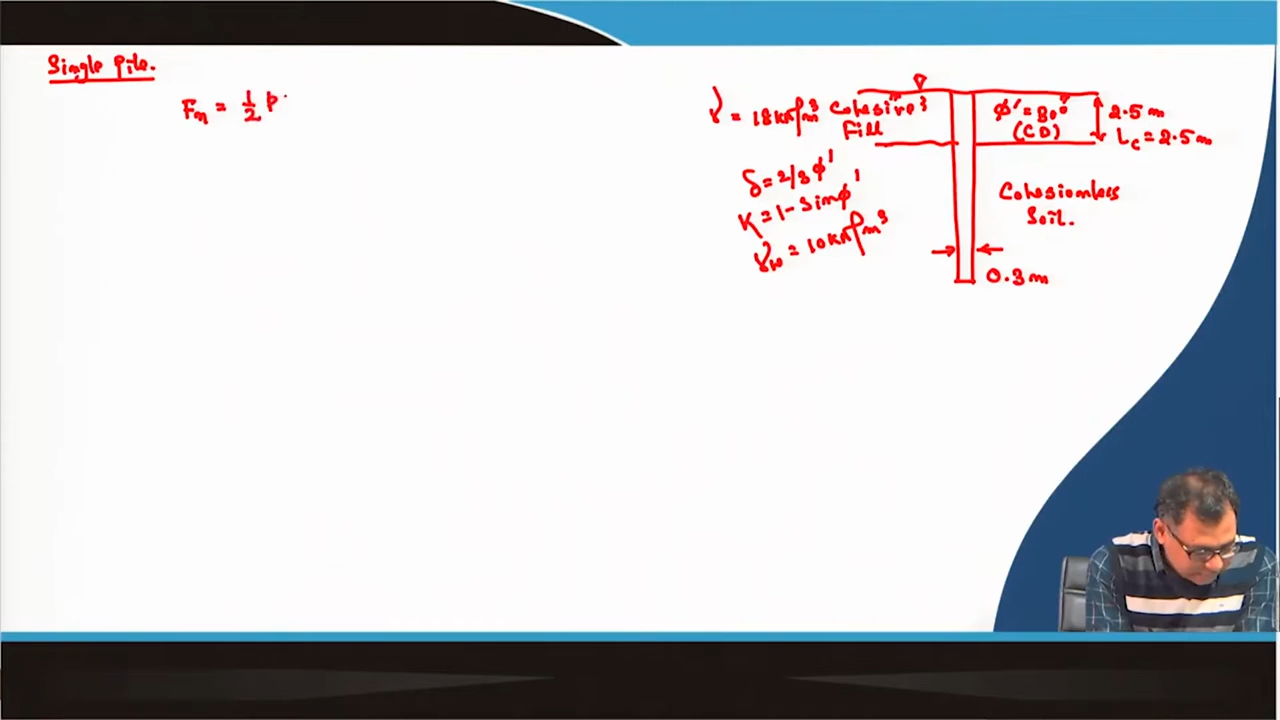 Single Pile.
Fn = 1/2 p
γ = 18 kN/m³
Cohesive
Fill
φ' = 30°
(CD)
2.5 m
Lc = 2.5 m
δ = 2/3 φ'
K = 1 - sin φ'
γw = 10 kN/m³
Cohesionless
Soil.
0.3 m